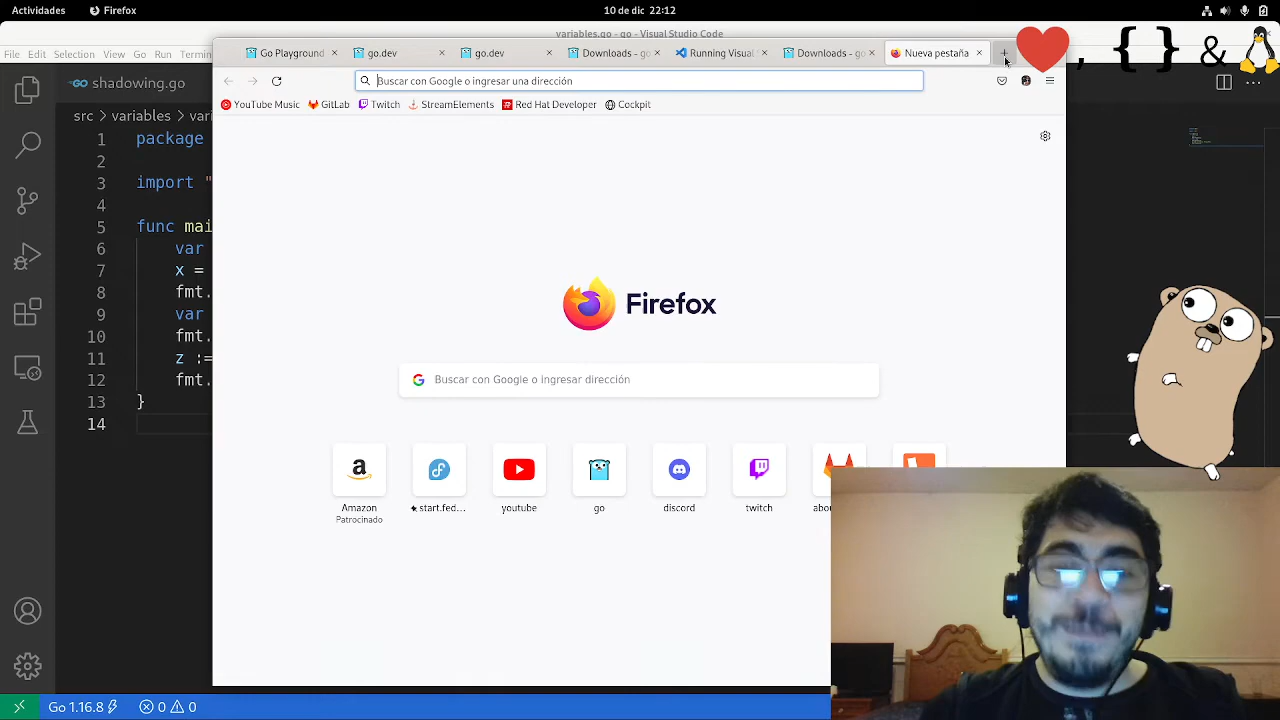 Actividades
Firefox
10 de dic 22:12
variables.go - go - Visual Studio Code
File Edit Selection View Go Run
Go Playground
go.dev
go.dev
Downloads - go
Running Visual
Downloads - go
Nueva pestaña
, { } &
Buscar con Google o ingresar una dirección
YouTube Music
GitLab
Twitch
StreamElements
Red Hat Developer
Cockpit
shadowing.go
src > variables >
1 package
2
3 import "
4
5 func mai
6 var
7 x =
8 fmt.
9 var
10 fmt.
11 z :=
12 fmt.
13 }
14
Firefox
Buscar con Google o ingresar dirección
Amazon
Patrocinado
start.fed...
youtube
go
discord
twitch
Go 1.16.8
0 0